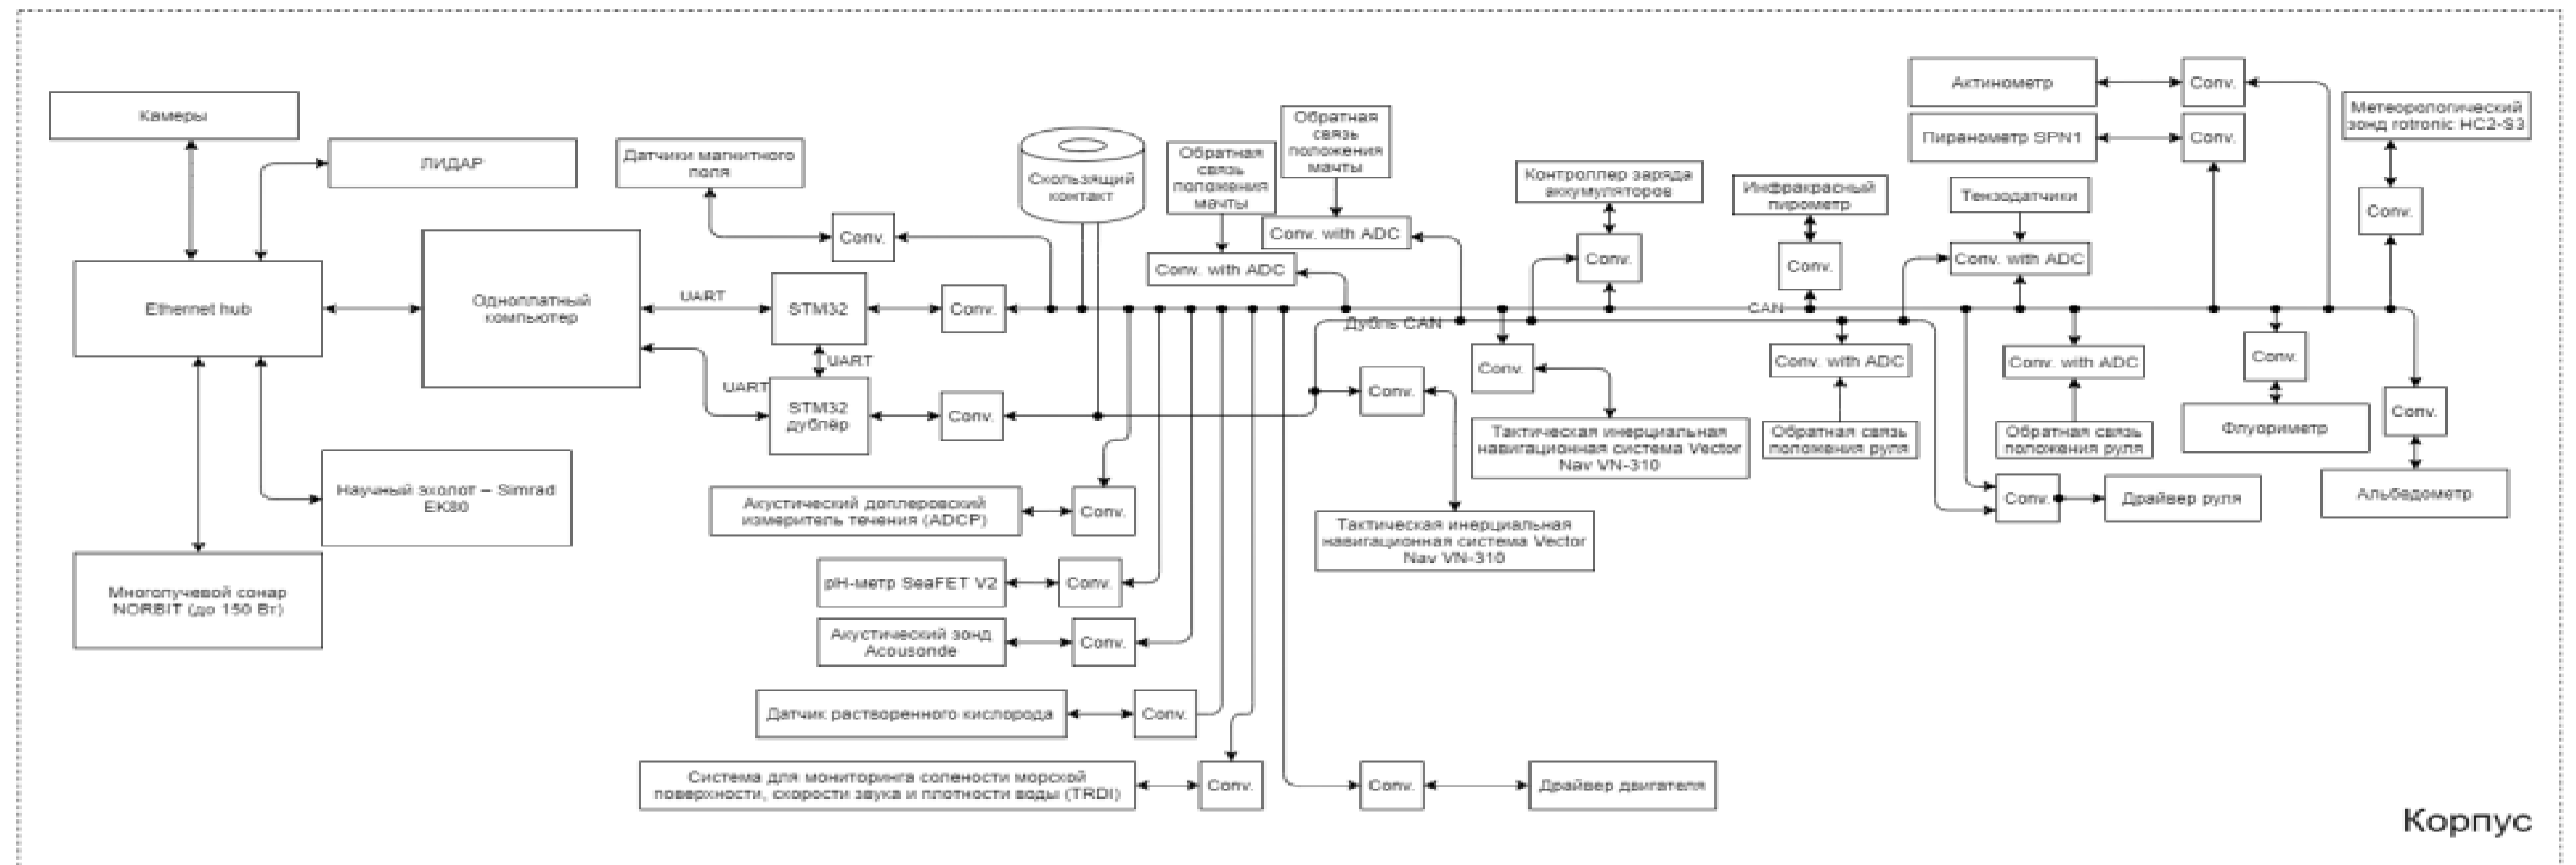 Камеры
ЛИДАР
Ethernet hub
Одноплатный
компьютер
Научный эхолот – Simrad
EK80
Многолучевой сонар
NORBIT (до 150 Вт)
Датчики магнитного
поля
Conv.
UART
STM32
Conv.
UART
UART
STM32
дублёр
Conv.
Скользящий
контакт
Обратная
связь
положения
мачты
Conv. with ADC
Обратная
связь
положения
мачты
Conv. with ADC
Акустический доплеровский
измеритель течения (ADCP)
Conv.
pH-метр SeaFET V2
Conv.
Акустический зонд
Acousonde
Conv.
Датчик растворенного кислорода
Conv.
Система для мониторинга солености морской
поверхности, скорости звука и плотности воды (TRDI)
Conv.
Conv.
Драйвер двигателя
Дубль CAN
Conv.
Тактическая инерциальная
навигационная система Vector
Nav VN-310
Conv.
Тактическая инерциальная
навигационная система Vector
Nav VN-310
Контроллер заряда
аккумуляторов
Conv.
Инфракрасный
пирометр
Conv.
CAN
Conv. with ADC
Обратная связь
положения руля
Актинометр
Conv.
Пиранометр SPN1
Conv.
Тензодатчики
Conv. with ADC
Conv. with ADC
Обратная связь
положения руля
Conv.
Драйвер руля
Метеорологический
зонд rotronic HC2-S3
Conv.
Conv.
Флуориметр
Conv.
Альбедометр
Корпус